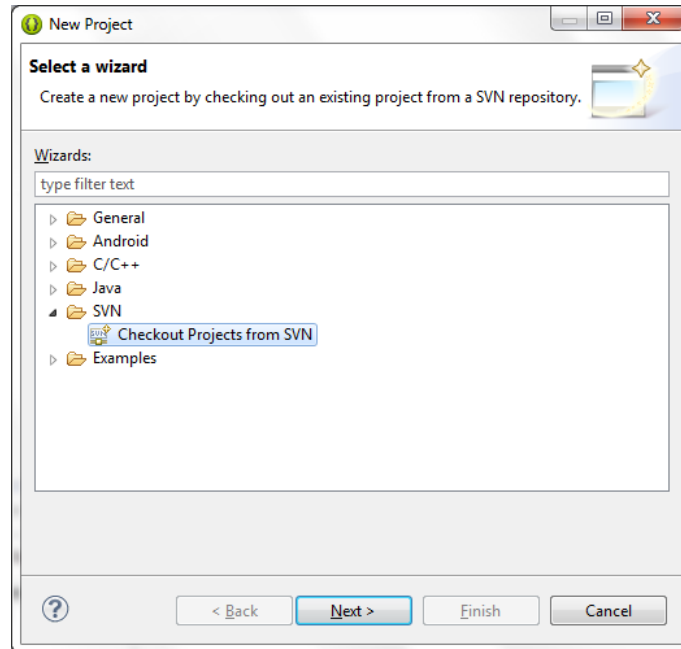 New Project
Select a wizard
Create a new project by checking out an existing project from a SVN repository.
Wizards:
type filter text
General
Android
C/C++
Java
SVN
Checkout Projects from SVN
Examples
< Back Next > Finish Cancel